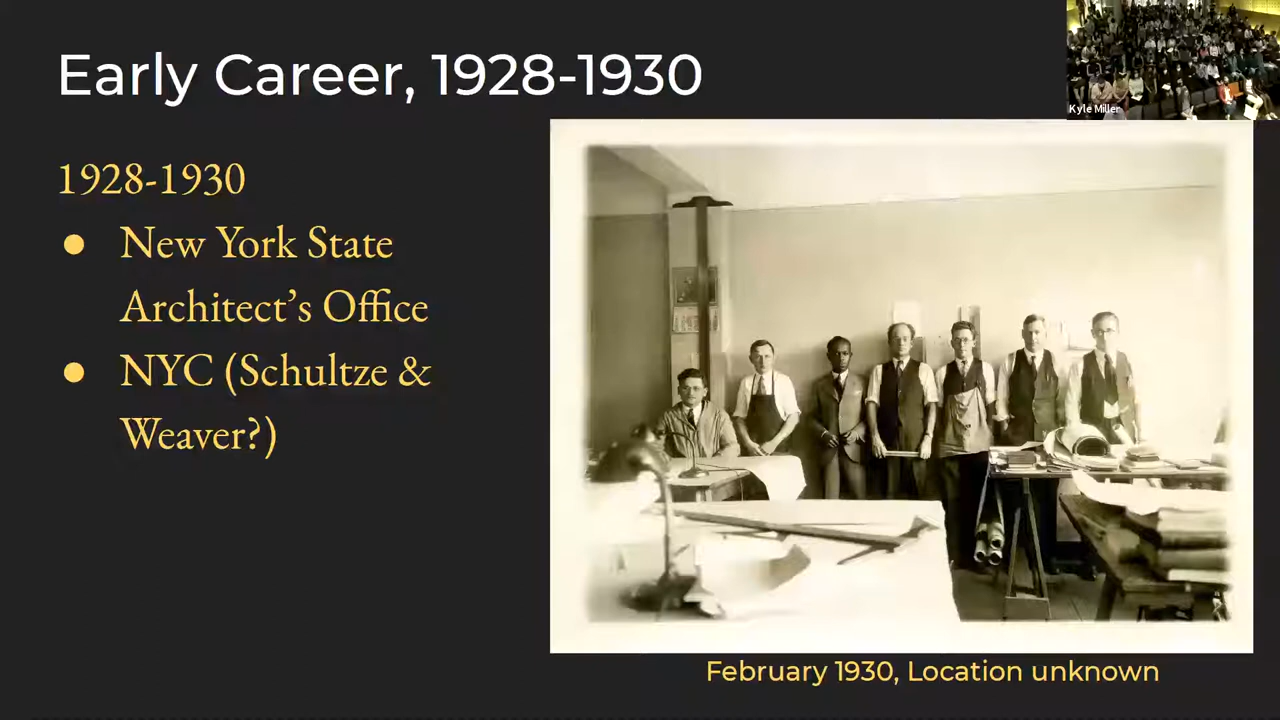 Early Career, 1928-1930
Kyle Miller
1928-1930
● New York State
Architect's Office
● NYC (Schultze &
Weaver?)
February 1930, Location unknown